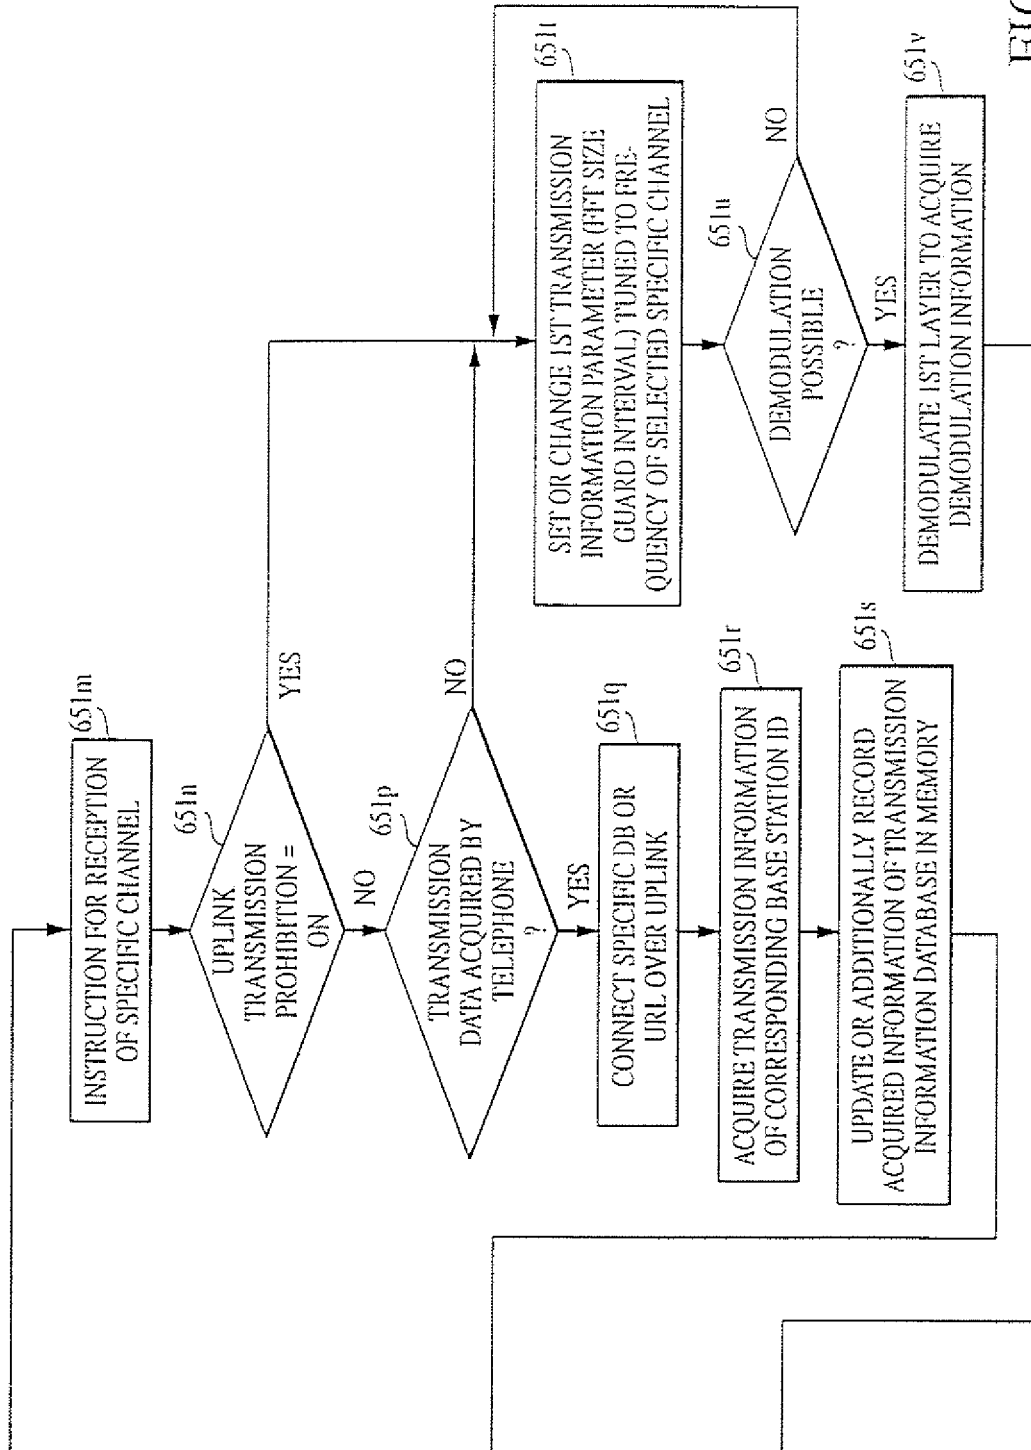 651m
INSTRUCTION FOR RECEPTION
OF SPECIFIC CHANNEL
651n
UPLINK
TRANSMISSION
PROHIBITION =
ON
YES
NO
651p
TRANSMISSION
DATA ACQUIRED BY
TELEPHONE
?
NO
YES
651q
CONNECT SPECIFIC DB OR
URL OVER UPLINK
651r
ACQUIRE TRANSMISSION INFORMATION
OF CORRESPONDING BASE STATION ID
651s
UPDATE OR ADDITIONALLY RECORD
ACQUIRED INFORMATION OF TRANSMISSION
INFORMATION DATABASE IN MEMORY
651t
SET OR CHANGE 1ST TRANSMISSION
INFORMATION PARAMETER (FFT SIZE
GUARD INTERVAL) TUNED TO FRE-
QUENCY OF SELECTED SPECIFIC CHANNEL
651u
DEMODULATION
POSSIBLE
?
NO
YES
651v
DEMODULATE 1ST LAYER TO ACQUIRE
DEMODULATION INFORMATION